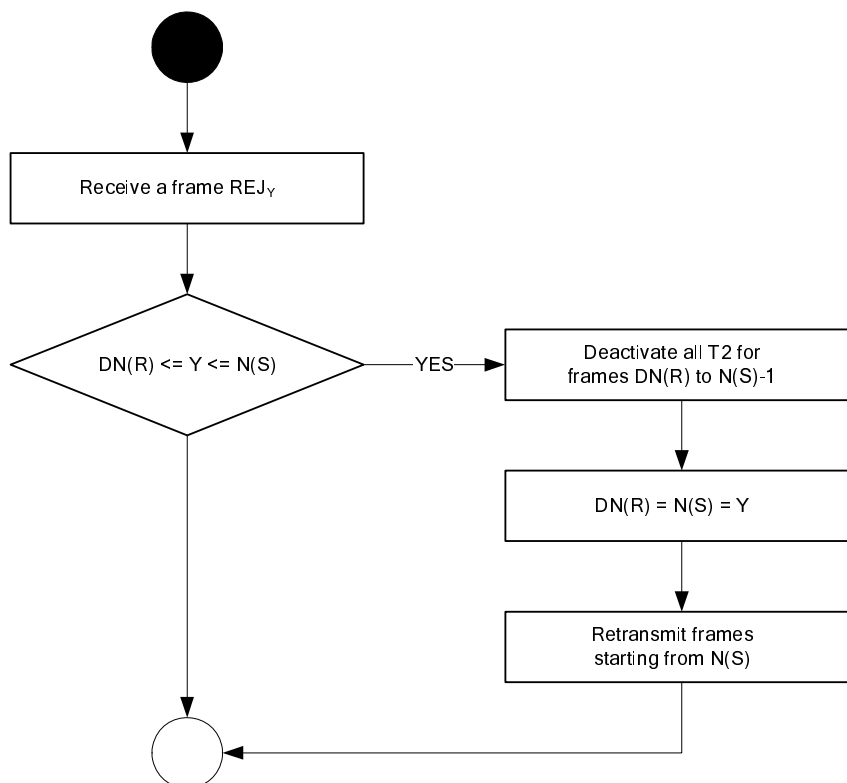 Receive a frame REJY
DN(R) <= Y <= N(S)
YES
Deactivate all T2 for
frames DN(R) to N(S)-1
DN(R) = N(S) = Y
Retransmit frames
starting from N(S)